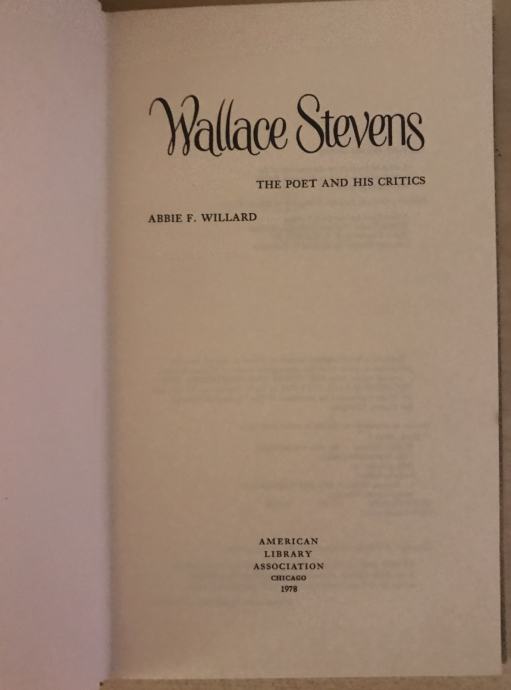 Wallace Stevens
THE POET AND HIS CRITICS
ABBIE F. WILLARD
AMERICAN
LIBRARY
ASSOCIATION
CHICAGO
1978